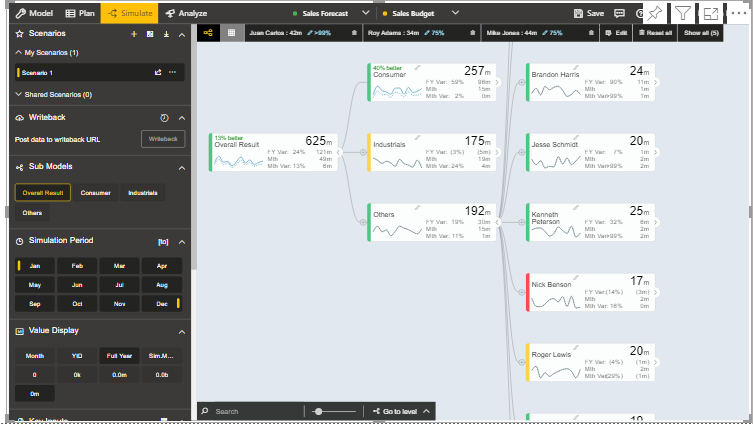 Model
Plan
Simulate
Analyze
Sales Forecast
Sales Budget
Save
Scenarios
My Scenarios (1)
Scenario 1
Shared Scenarios (0)
Writeback
Post data to writeback URL
Writeback
Sub Models
Overall Result
Consumer
Industrials
Others
Simulation Period
[to]
Jan
Feb
Mar
Apr
May
Jun
Jul
Aug
Sep
Oct
Nov
Dec
Value Display
Month
YTD
Full Year
Sim.M...
0
0k
0.0m
0.0b
0m
Juan Carlos : 42m >99%
Roy Adams : 34m 75%
Mike Jones : 44m 75%
Edit
Reset all
Show all (5)
13% better
Overall Result
625m
FY Var: 24% 121m
Mth 49m
Mth Var: 13% 6m
40% better
Consumer
257m
FY Var: 59% 96m
Mth 15m
Mth Var: 2% 0m
Industrials
175m
FY Var: (3%) (5m)
Mth 19m
Mth Var: 24% 4m
Others
192m
FY Var: 19% 30m
Mth 15m
Mth Var: 11% 1m
Brandon Harris
24m
FY Var: 90% 11m
Mth 1m
Mth Var>99% 1m
Jesse Schmidt
20m
FY Var: 7% 1m
Mth 2m
Mth Var>99% 2m
Kenneth
Peterson
25m
FY Var: 32% 6m
Mth 2m
Mth Var>99% 2m
Nick Benson
17m
FY Var:(14%) (3m)
Mth 2m
Mth Var: 16% 0m
Roger Lewis
20m
FY Var: (4%) (1m)
Mth 2m
Mth Var(29%) (1m)
Search
Go to level